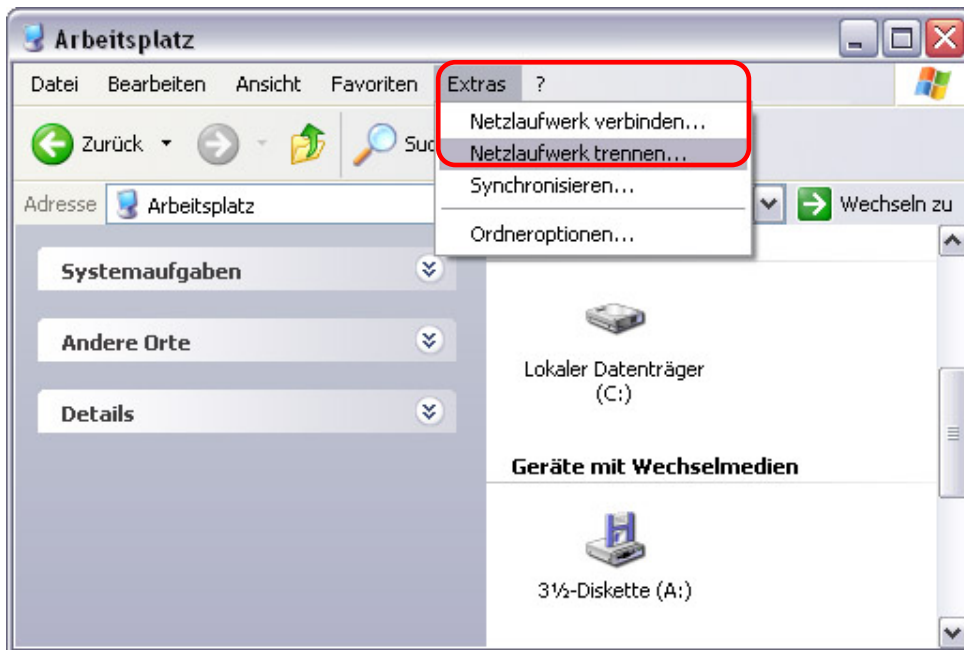 Arbeitsplatz
Datei Bearbeiten Ansicht Favoriten Extras ?
Netzlaufwerk verbinden...
Zurück
Netzlaufwerk trennen...
Synchronisieren...
Adresse Arbeitsplatz Wechseln zu
Ordneroptionen...
Systemaufgaben
Andere Orte
Lokaler Datenträger
(C:)
Details
Geräte mit Wechselmedien
3½-Diskette (A:)